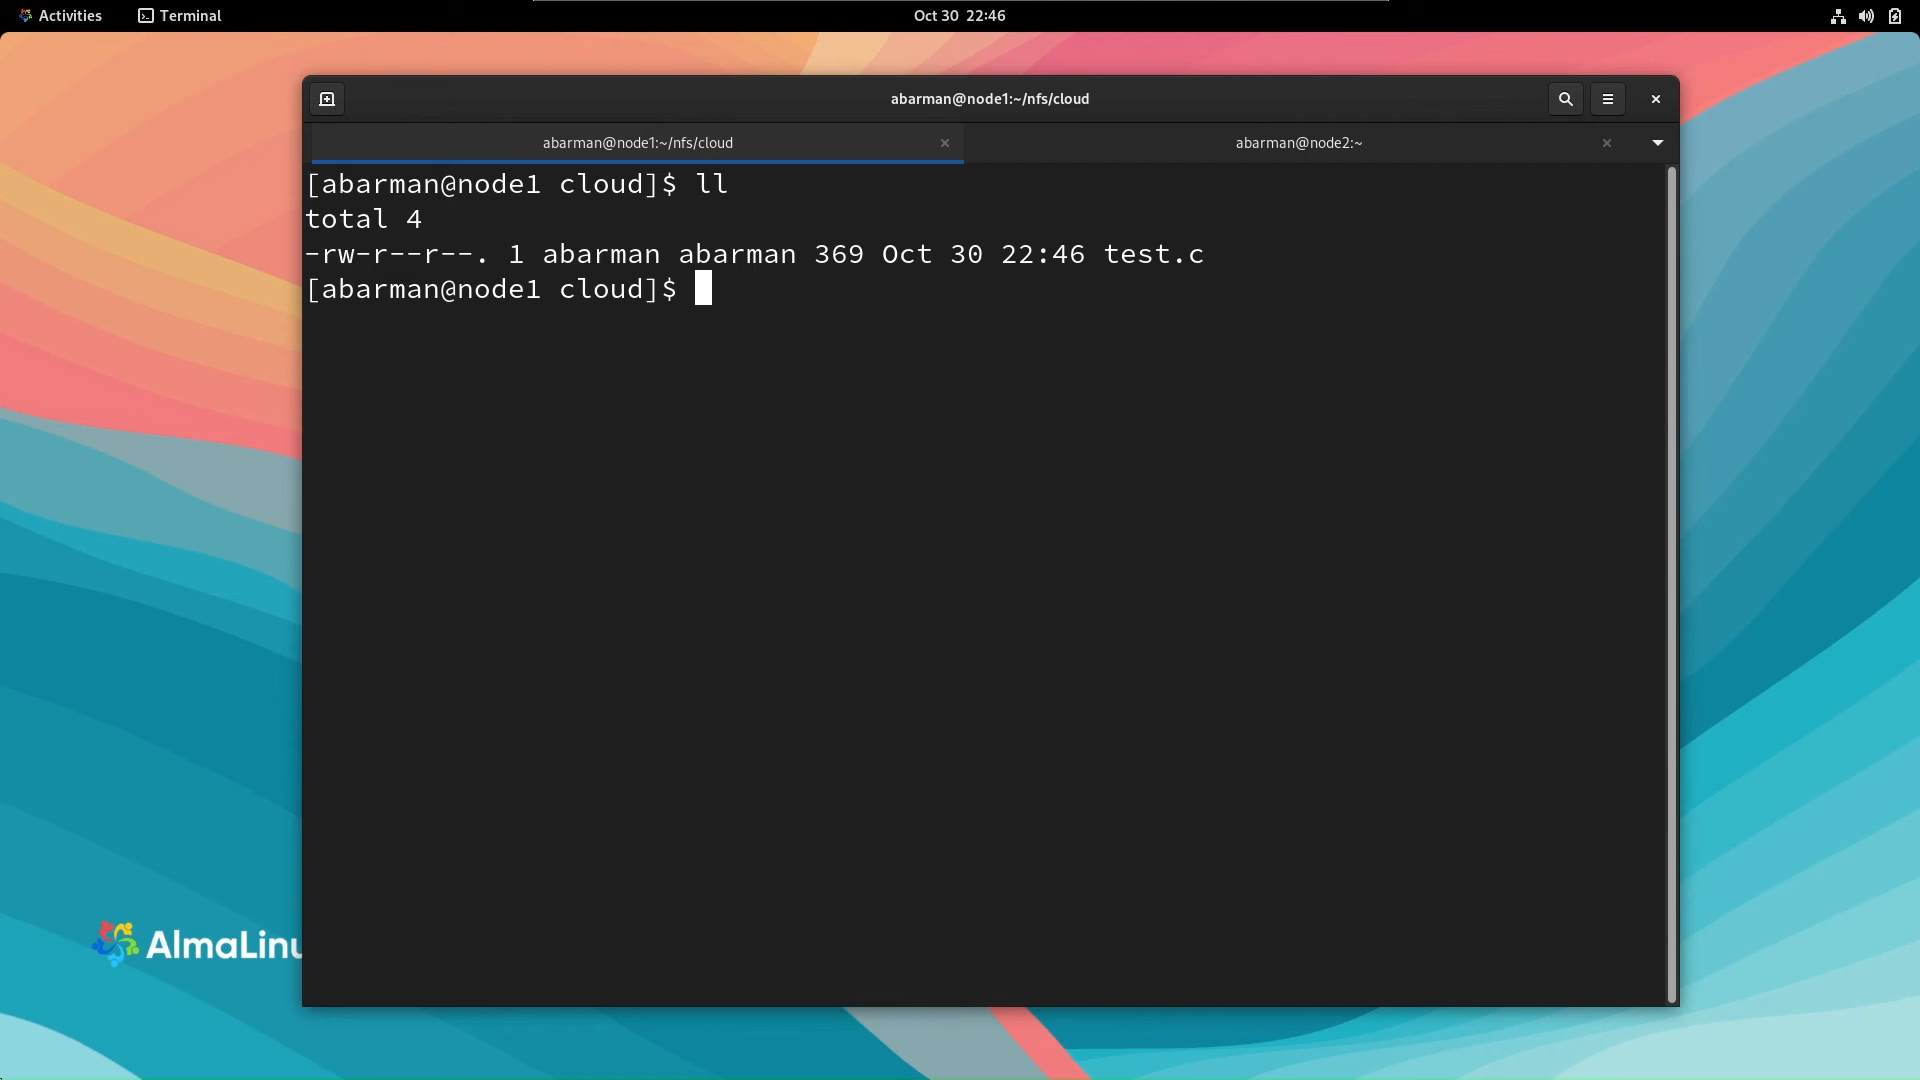 Activities Terminal Oct 30 22:46
abarman@node1:~/nfs/cloud
abarman@node1:~/nfs/cloud abarman@node2:~
[abarman@node1 cloud]$ ll
total 4
-rw-r--r--. 1 abarman abarman 369 Oct 30 22:46 test.c
[abarman@node1 cloud]$
AlmaLinu